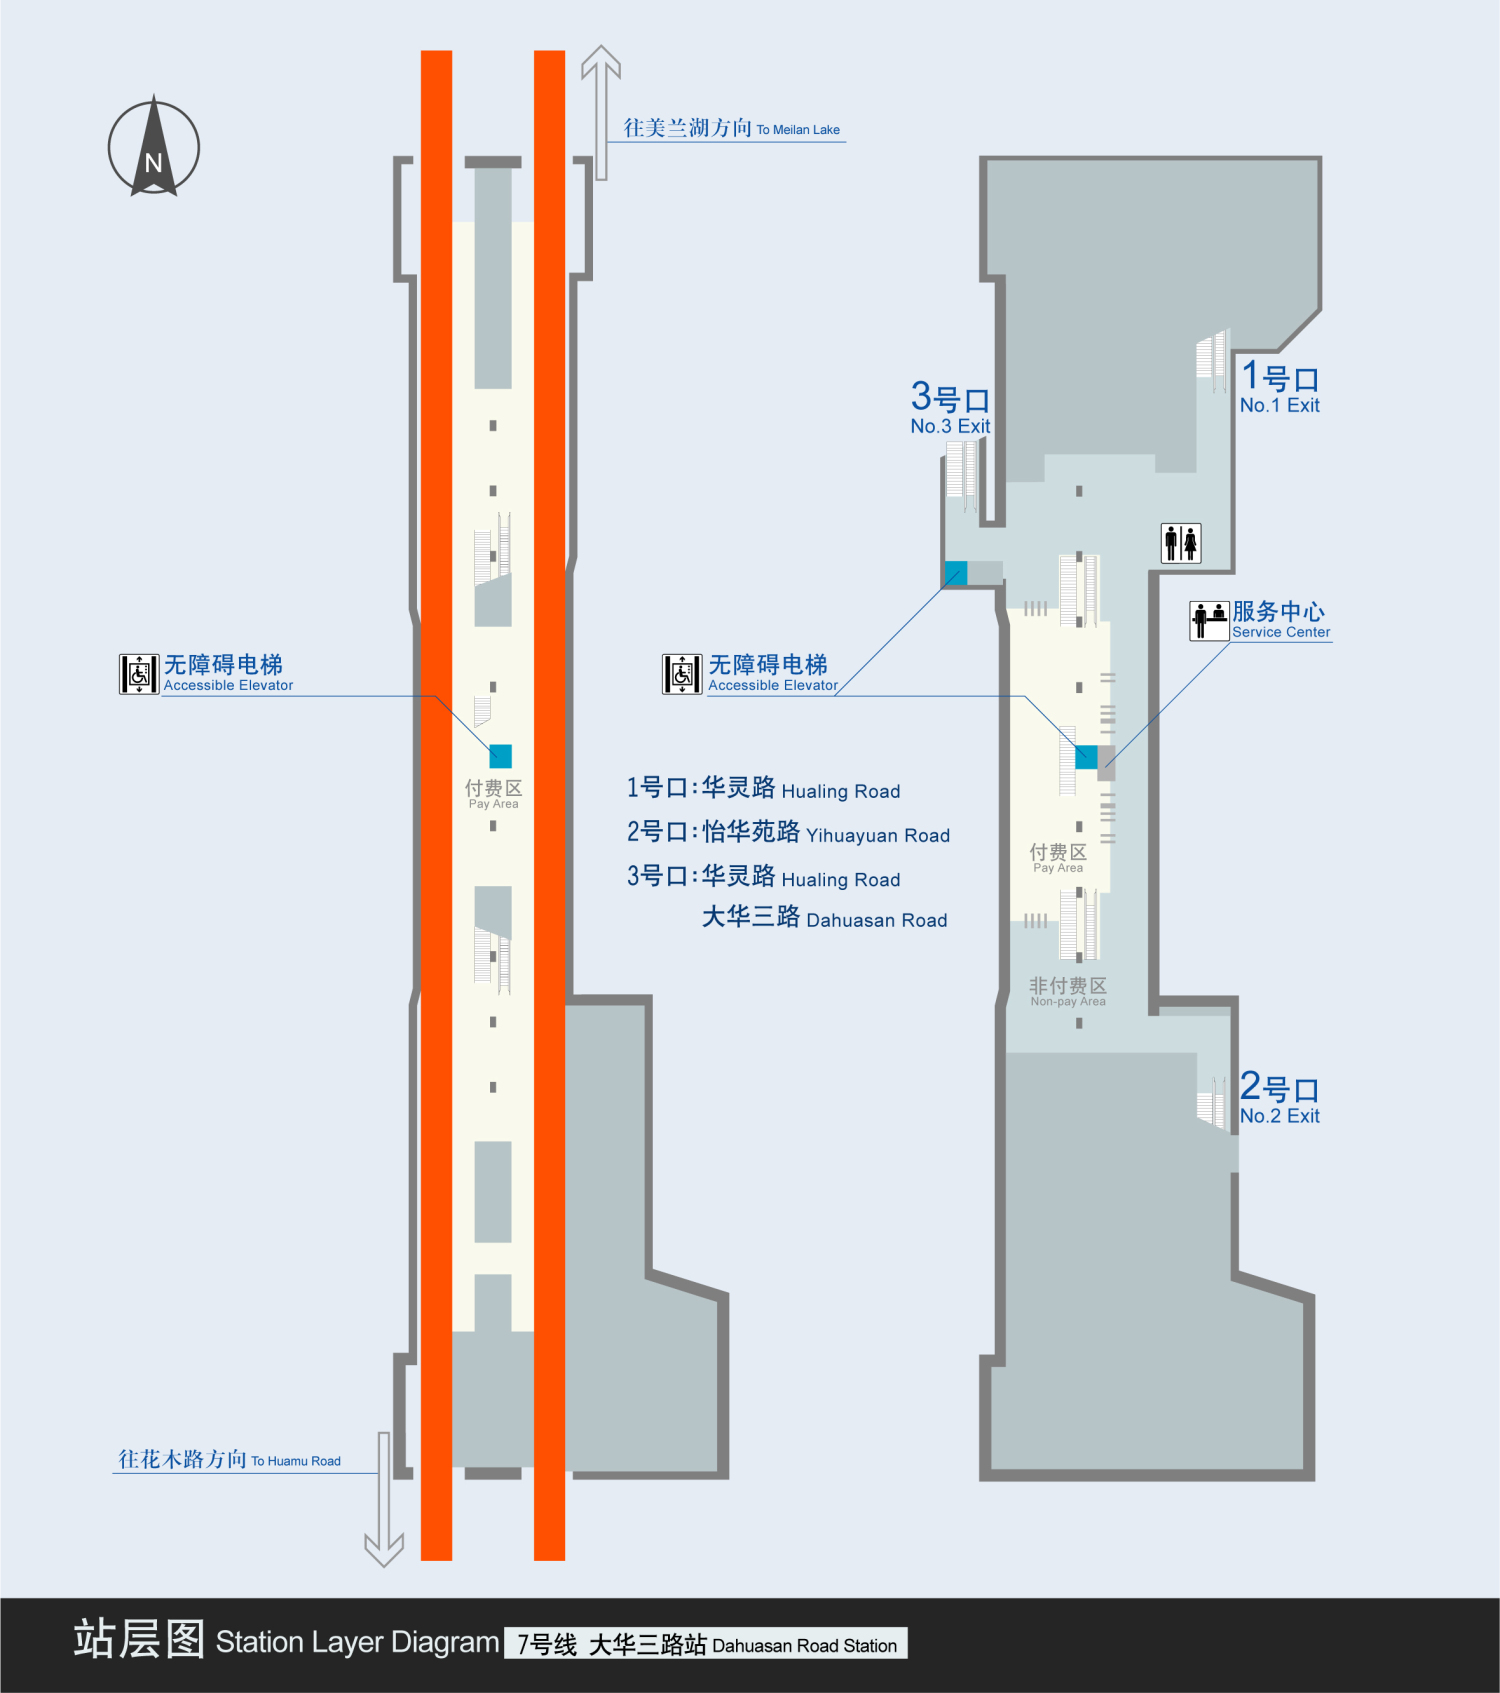 往美兰湖方向 To Meilan Lake
N
1号口
No.1 Exit
3号口
No.3 Exit
服务中心
Service Center
无障碍电梯
Accessible Elevator
无障碍电梯
Accessible Elevator
付费区
Pay Area
1号口:华灵路 Hualing Road
2号口:怡华苑路 Yihuayuan Road
3号口:华灵路 Hualing Road
大华三路 Dahuasan Road
付费区
Pay Area
非付费区
Non-pay Area
2号口
No.2 Exit
往花木路方向 To Huamu Road
站层图 Station Layer Diagram 7号线 大华三路站 Dahuasan Road Station